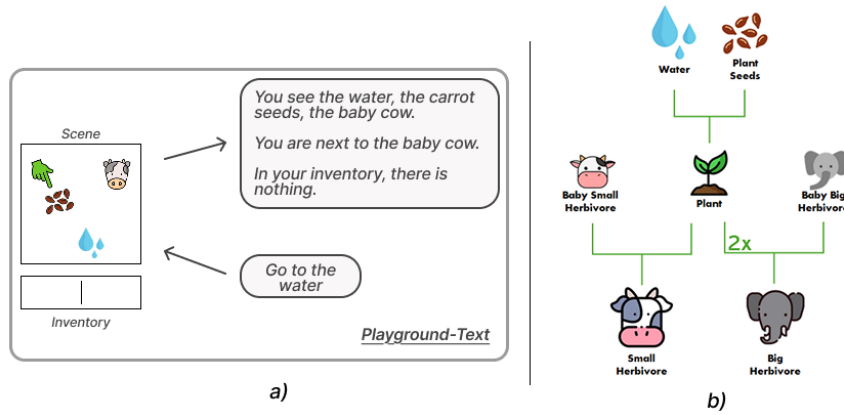 Scene
You see the water, the carrot
seeds, the baby cow.
You are next to the baby cow.
In your inventory, there is
nothing.
Go to the
water
Inventory
Playground-Text
a)
Water
Plant
Seeds
Baby Small
Herbivore
Plant
Baby Big
Herbivore
2x
Small
Herbivore
Big
Herbivore
b)